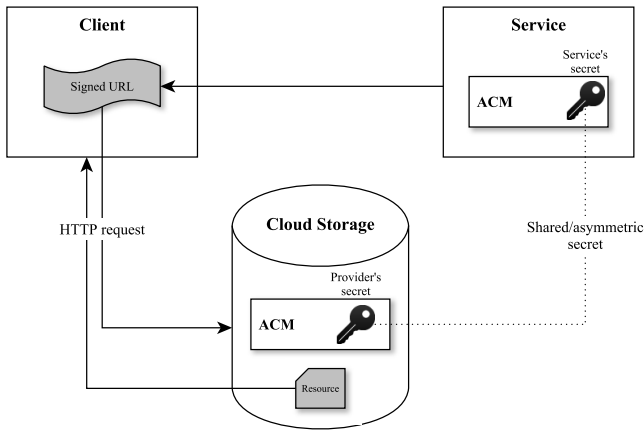 Client
Service
Signed URL
Service's
secret
ACM
HTTP request
Shared/asymmetric
secret
Cloud Storage
Provider's
secret
ACM
Resource